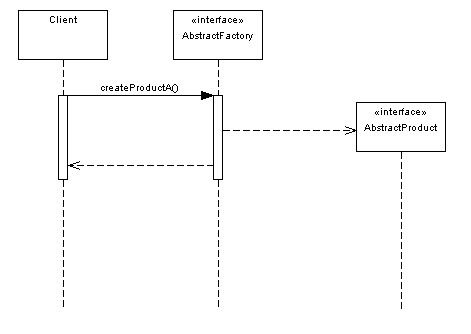 Client
«interface»
AbstractFactory
createProductA()
«interface»
AbstractProduct